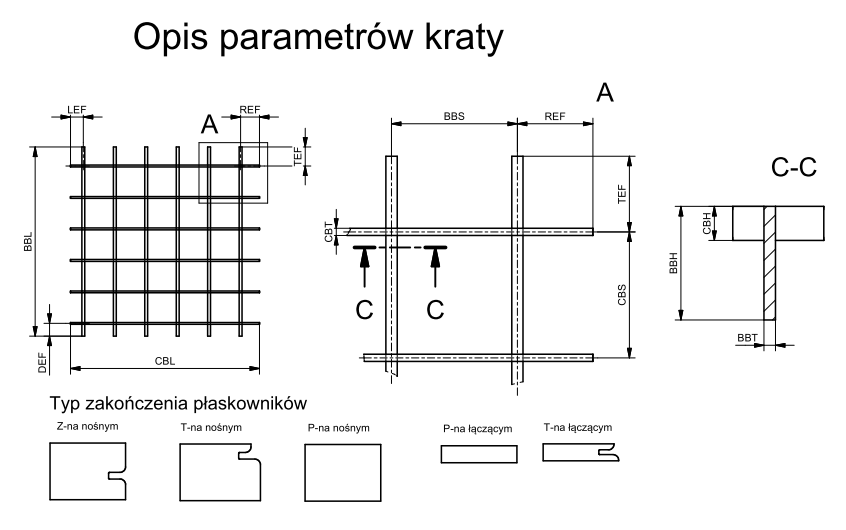 Opis parametrów kraty
LEF
REF
A
TEF
BBL
DEF
CBL
A
BBS
REF
TEF
CBT
C
C
CBS
C-C
CBH
BBH
BBT
Typ zakończenia płaskowników
Z-na nośnym
T-na nośnym
P-na nośnym
P-na łączącym
T-na łączącym